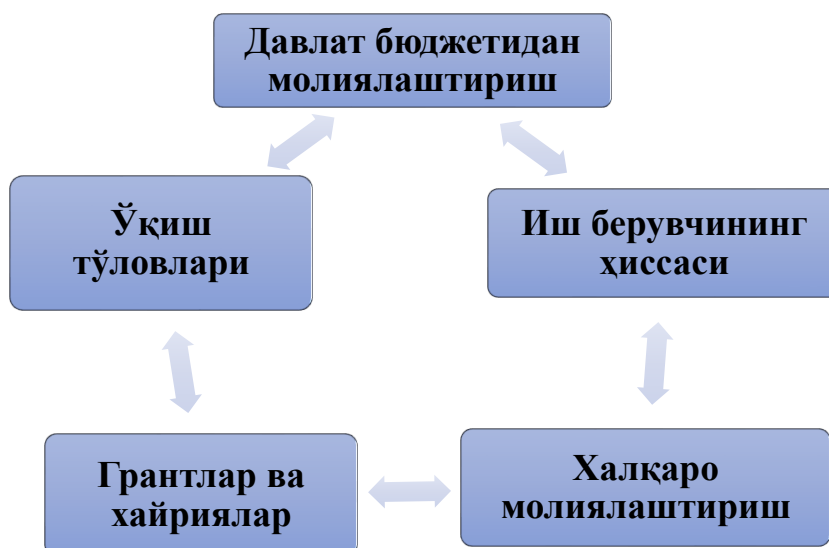 Давлат бюджетидан
молиялаштириш
Ўқиш
тўловлари
Иш берувчининг
ҳиссаси
Грантлар ва
хайриялар
Халқаро
молиялаштириш